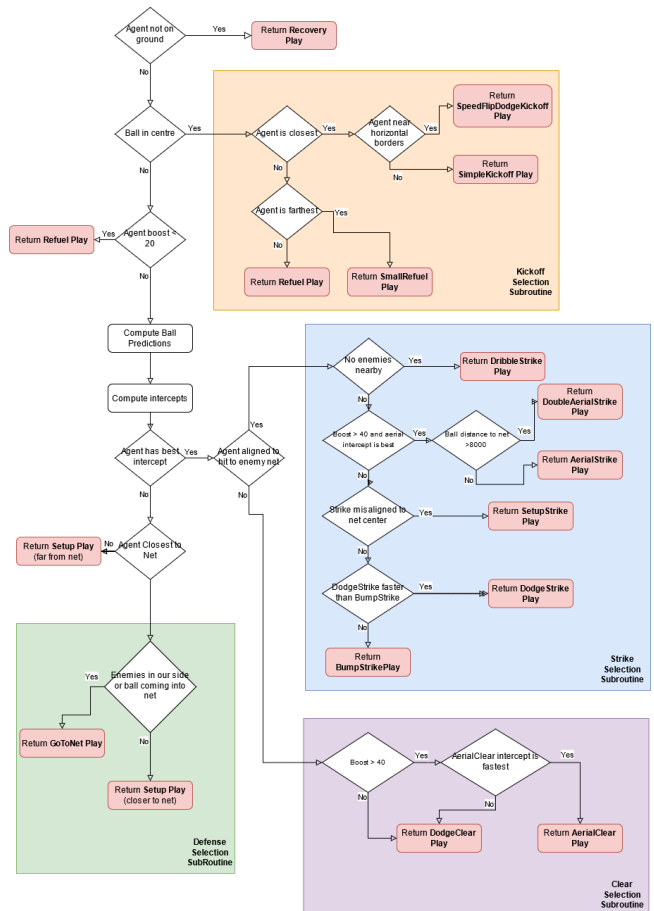 Agent not on
ground
Yes
Return Recovery
Play
No
Ball in centre
Yes
Agent is closest
Yes
Agent near
horizontal
borders
Yes
Return
SpeedFlipDodgeKickoff
Play
No
Return
SimpleKickoff Play
No
Agent is farthest
Yes
No
Return Refuel Play
Return SmallRefuel
Play
Kickoff
Selection
Subroutine
No
Agent boost <
20
Yes
Return Refuel Play
No
Compute Ball
Predictions
Compute intercepts
Agent has best
intercept
Yes
Agent aligned to
hit to enemy net
Yes
No
No enemies
nearby
Yes
Return DribbleStrike
Play
No
Boost > 40 and aerial
intercept is best
Yes
Ball distance to net
>8000
Yes
Return
DoubleAerialStrike
Play
No
Return AerialStrike
Play
No
Strike misaligned to
net center
Yes
Return SetupStrike
Play
No
DodgeStrike faster
than BumpStrike
Yes
Return DodgeStrike
Play
No
Return
BumpStrikePlay
Strike
Selection
Subroutine
No
Agent Closest to
Net
No
Return Setup Play
(far from net)
Enemies in our side
or ball coming into
net
Yes
Return GoToNet Play
No
Return Setup Play
(closer to net)
Defense
Selection
SubRoutine
Boost > 40
Yes
AerialClear intercept is
fastest
Yes
No
No
Return DodgeClear
Play
Return AerialClear
Play
Clear
Selection
Subroutine